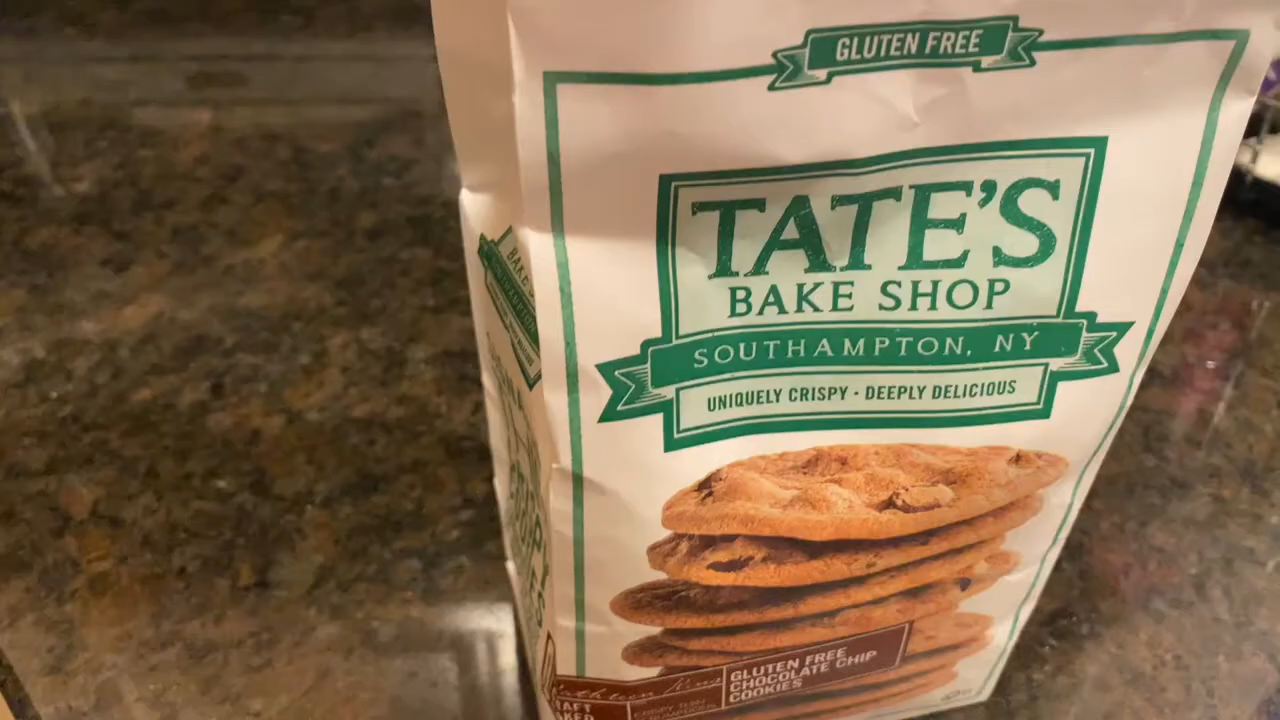 GLUTEN FREE
TATE'S
BAKE SHOP
SOUTHAMPTON, NY
UNIQUELY CRISPY · DEEPLY DELICIOUS
GLUTEN FREE
CHOCOLATE CHIP
COOKIES